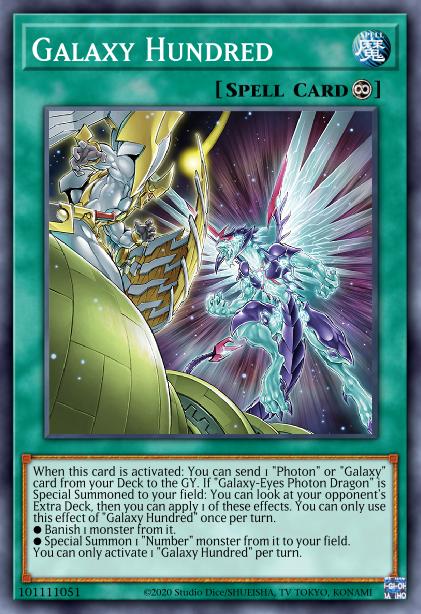 Galaxy Hundred
SPELL
魔
[Spell Card]
When this card is activated: You can send 1 "Photon" or "Galaxy"
card from your Deck to the GY. If "Galaxy-Eyes Photon Dragon" is
Special Summoned to your field: You can look at your opponent's
Extra Deck, then you can apply 1 of these effects. You can only use
this effect of "Galaxy Hundred" once per turn.
● Banish 1 monster from it.
● Special Summon 1 "Number" monster from it to your field.
You can only activate 1 "Galaxy Hundred" per turn.
101111051
©2020 Studio Dice/SHUEISHA, TV TOKYO, KONAMI